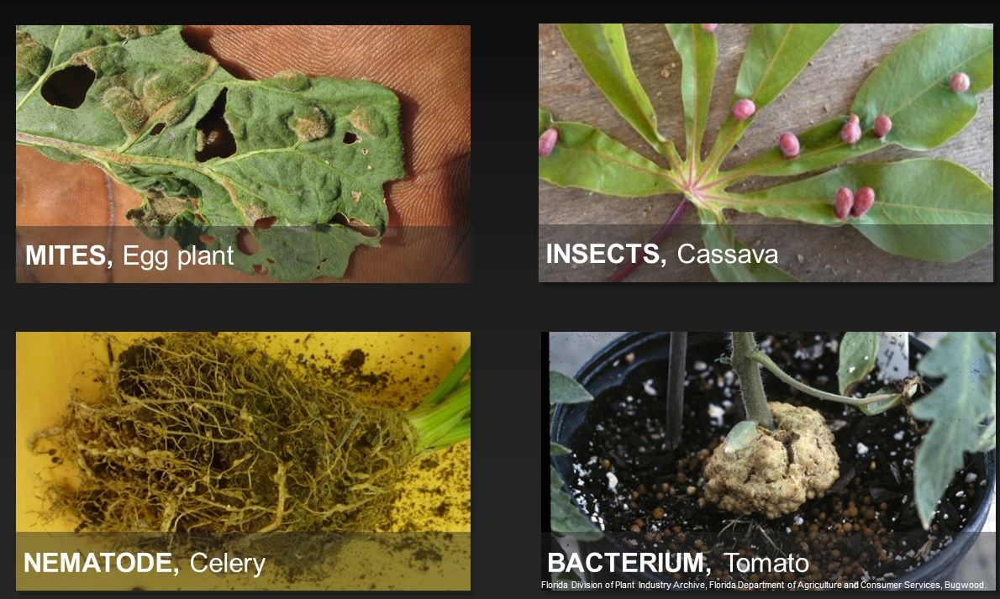 MITES, Egg plant
INSECTS, Cassava
NEMATODE, Celery
BACTERIUM, Tomato
Florida Division of Plant Industry Archive, Florida Department of Agriculture and Consumer Services, Bugwood.